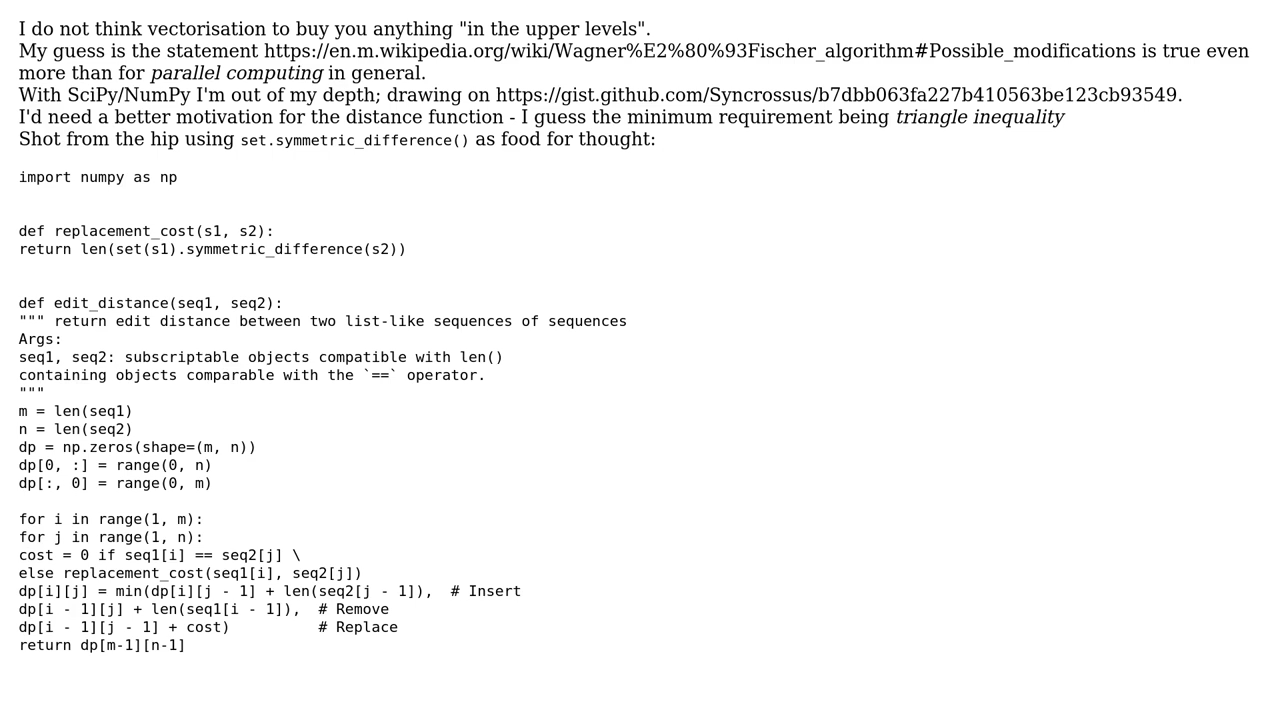 I do not think vectorisation to buy you anything "in the upper levels".
My guess is the statement https://en.m.wikipedia.org/wiki/Wagner%E2%80%93Fischer_algorithm#Possible_modifications is true even
more than for parallel computing in general.
With SciPy/NumPy I'm out of my depth; drawing on https://gist.github.com/Syncrossus/b7dbb063fa227b410563be123cb93549.
I'd need a better motivation for the distance function - I guess the minimum requirement being triangle inequality
Shot from the hip using set.symmetric_difference() as food for thought:
import numpy as np
def replacement_cost(s1, s2):
return len(set(s1).symmetric_difference(s2))
def edit_distance(seq1, seq2):
""" return edit distance between two list-like sequences of sequences
Args:
seq1, seq2: subscriptable objects compatible with len()
containing objects comparable with the `==` operator.
"""
m = len(seq1)
n = len(seq2)
dp = np.zeros(shape=(m, n))
dp[0, :] = range(0, n)
dp[:, 0] = range(0, m)
for i in range(1, m):
for j in range(1, n):
cost = 0 if seq1[i] == seq2[j] \
else replacement_cost(seq1[i], seq2[j])
dp[i][j] = min(dp[i][j - 1] + len(seq2[j - 1]),  # Insert
dp[i - 1][j] + len(seq1[i - 1]),  # Remove
dp[i - 1][j - 1] + cost)          # Replace
return dp[m-1][n-1]